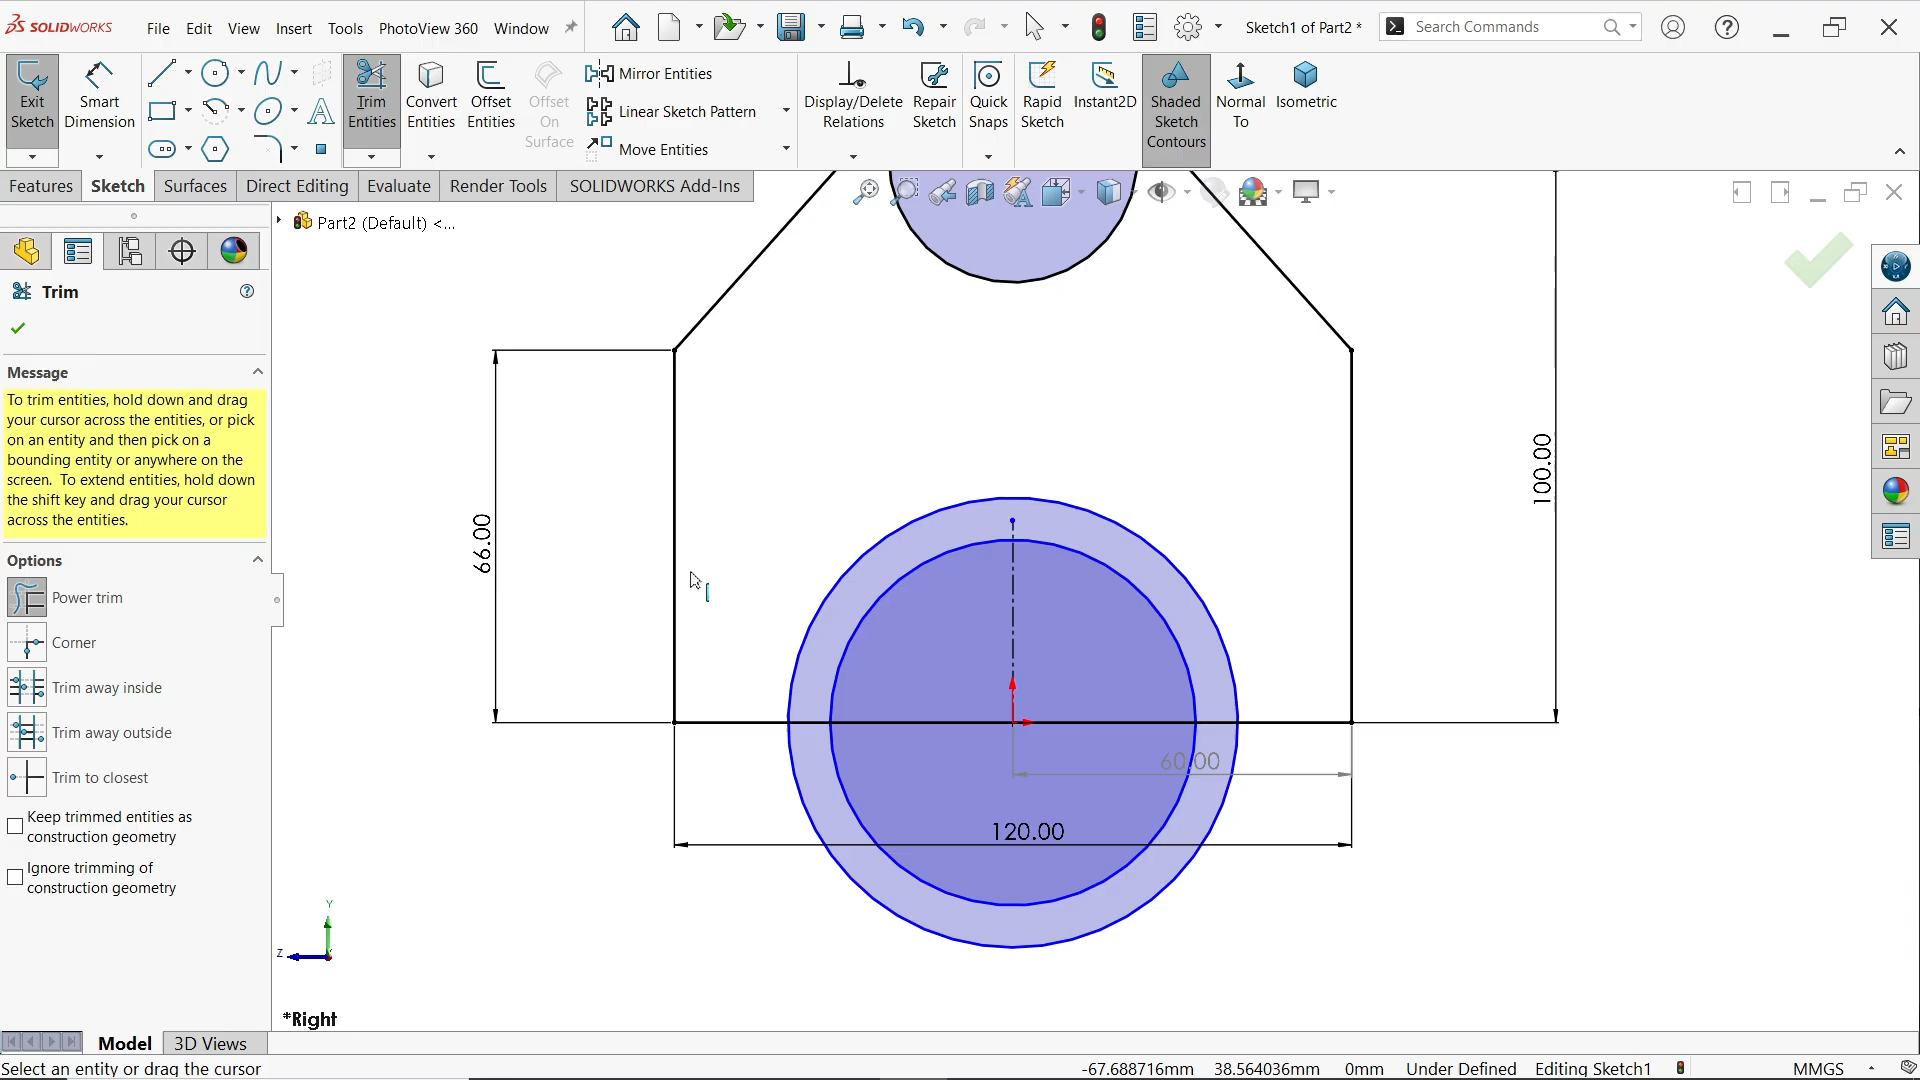 SOLIDWORKS
File Edit View Insert Tools PhotoView 360 Window
Sketch1 of Part2 *
Search Commands
Exit Sketch
Smart Dimension
Trim Entities
Convert Entities
Offset Entities
Offset On Surface
Mirror Entities
Linear Sketch Pattern
Move Entities
Display/Delete Relations
Repair Sketch
Quick Snaps
Rapid Sketch
Instant2D
Shaded Sketch Contours
Normal To
Isometric
Features Sketch Surfaces Direct Editing Evaluate Render Tools SOLIDWORKS Add-Ins
Part2 (Default) <...
Trim
Message
To trim entities, hold down and drag
your cursor across the entities, or pick
on an entity and then pick on a
bounding entity or anywhere on the
screen. To extend entities, hold down
the shift key and drag your cursor
across the entities.
Options
Power trim
Corner
Trim away inside
Trim away outside
Trim to closest
Keep trimmed entities as
construction geometry
Ignore trimming of
construction geometry
66.00
100.00
60.00
120.00
Y
Z
*Right
Model 3D Views
Select an entity or drag the cursor
-67.688716mm 38.564036mm 0mm Under Defined Editing Sketch1 MMGS